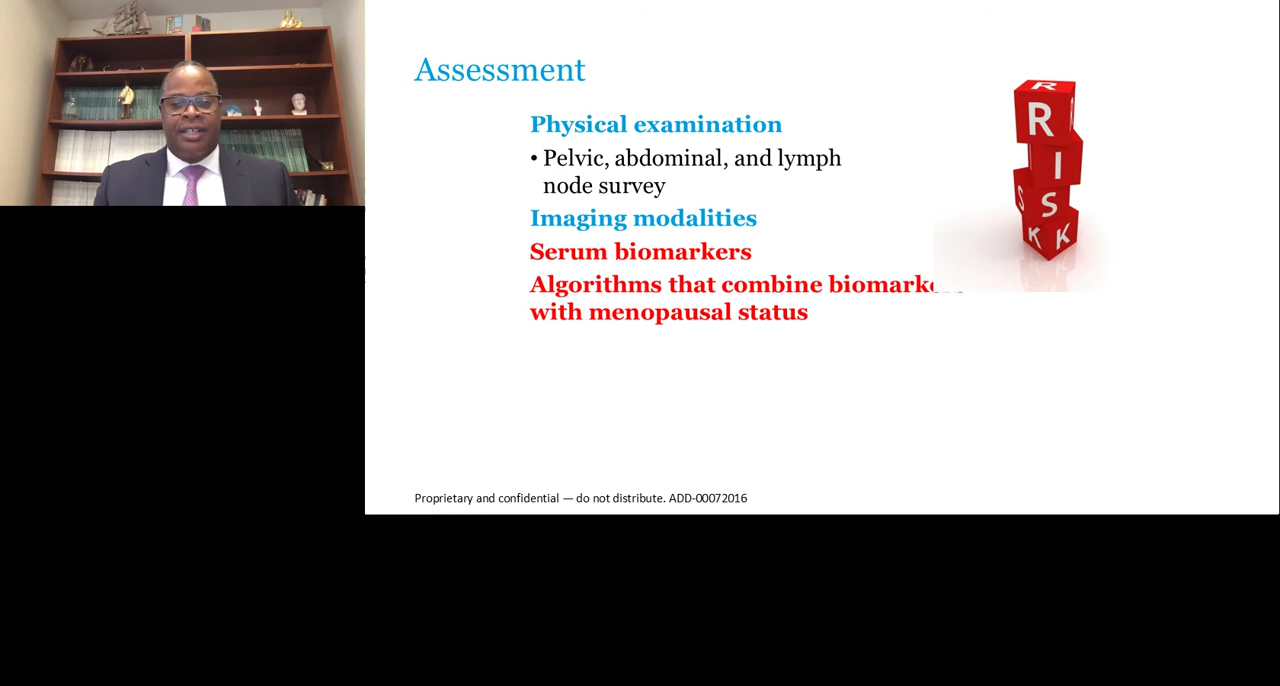 Assessment
Physical examination
• Pelvic, abdominal, and lymph
node survey
Imaging modalities
Serum biomarkers
Algorithms that combine
with menopausal status
R
R
I
S
S
K
K
Proprietary and confidential — do not distribute. ADD-00072016